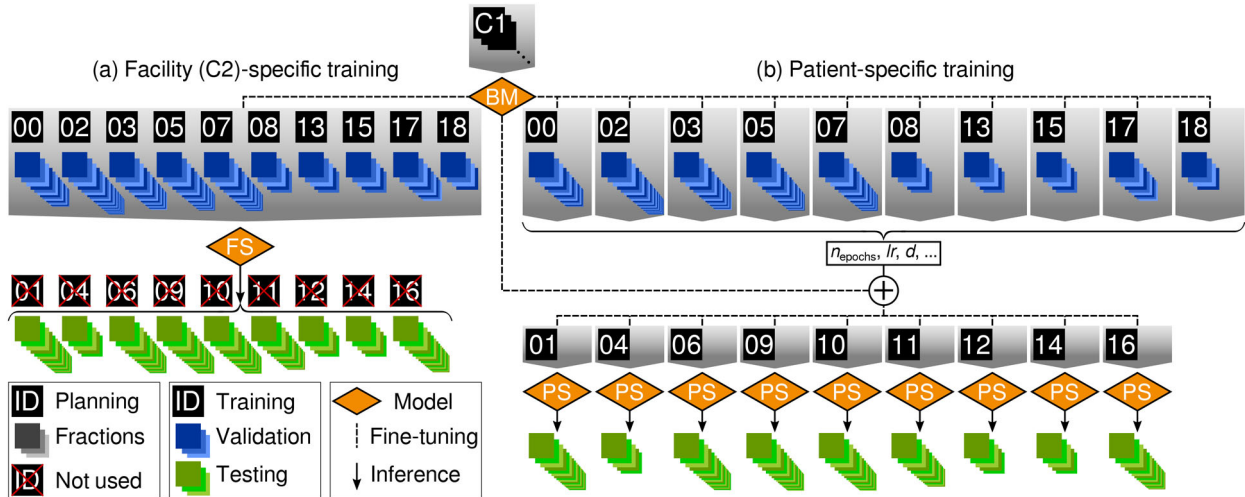 C1
(a) Facility (C2)-specific training
(b) Patient-specific training
BM
00 02 03 05 07 08 13 15 17 18
00 02 03 05 07 08 13 15 17 18
FS
n_epochs, lr, d, ...
01 04 06 09 10 11 12 14 16
+
01 04 06 09 10 11 12 14 16
PS PS PS PS PS PS PS PS PS
ID Planning
Fractions
ID Not used
ID Training
Validation
Testing
Model
Fine-tuning
Inference